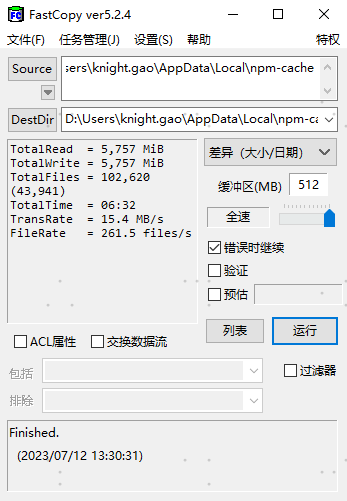 FastCopy ver5.2.4
文件(F) 任务管理(J) 设置(S) 帮助 特权
Source
sers\knight.gao\AppData\Local\npm-cache
DestDir
D:\Users\knight.gao\AppData\Local\npm-ca
TotalRead = 5,757 MiB
TotalWrite = 5,757 MiB
TotalFiles = 102,620
(43,941)
TotalTime = 06:32
TransRate = 15.4 MB/s
FileRate = 261.5 files/s
差异（大小/日期）
缓冲区(MB) 512
全速
错误时继续
验证
预估
列表 运行
ACL属性 交换数据流
包括
过滤器
排除
Finished.
(2023/07/12 13:30:31)